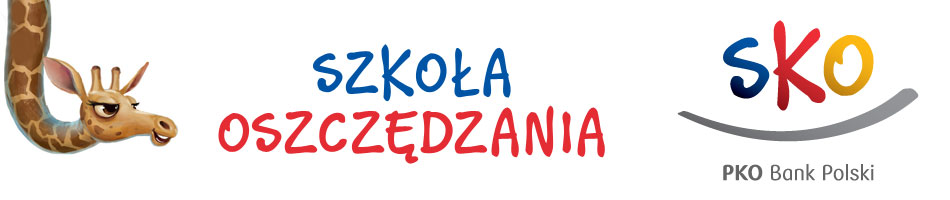 SZKOŁA
OSZCZĘDZANIA
SKO
PKO Bank Polski